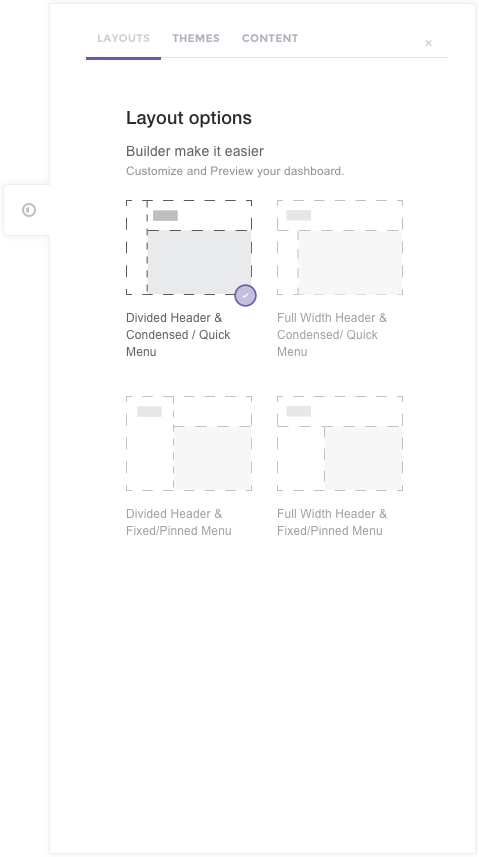 LAYOUTS THEMES CONTENT ×
Layout options
Builder make it easier
Customize and Preview your dashboard.
Divided Header &
Condensed / Quick
Menu
Full Width Header &
Condensed/ Quick
Menu
Divided Header &
Fixed/Pinned Menu
Full Width Header &
Fixed/Pinned Menu